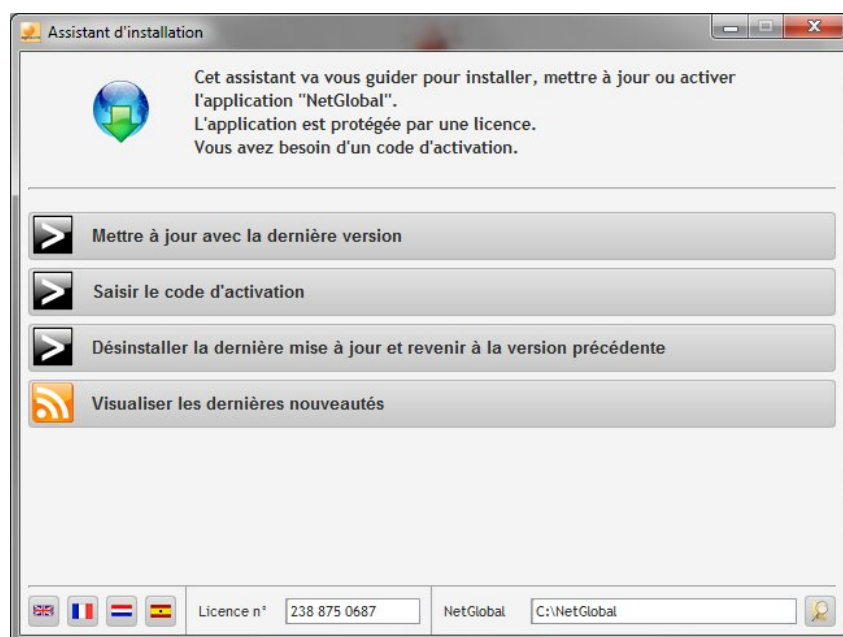 Assistant d'installation
Cet assistant va vous guider pour installer, mettre à jour ou activer
l'application "NetGlobal".
L'application est protégée par une licence.
Vous avez besoin d'un code d'activation.
Mettre à jour avec la dernière version
Saisir le code d'activation
Désinstaller la dernière mise à jour et revenir à la version précédente
Visualiser les dernières nouveautés
Licence n° 238 875 0687 NetGlobal C:\NetGlobal